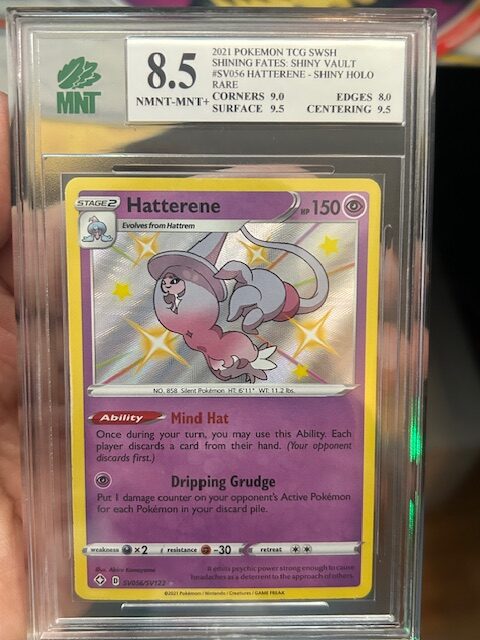 MNT
8.5
NMNT-MNT+
2021 POKEMON TCG SWSH
SHINING FATES: SHINY VAULT
#SV056 HATTERENE - SHINY HOLO
RARE
CORNERS 9.0 EDGES 8.0
SURFACE 9.5 CENTERING 9.5
STAGE 2 Hatterene HP 150
Evolves from Hattrem
NO. 858 Silent Pokémon HT: 6'11" WT: 11.2 lbs.
Ability Mind Hat
Once during your turn, you may use this Ability. Each
player discards a card from their hand. (Your opponent
discards first.)
Dripping Grudge
Put 1 damage counter on your opponent's Active Pokémon
for each Pokémon in your discard pile.
weakness ×2 resistance -30 retreat
Illus. Akira Komayama
D SV056/SV122
It emits psychic power strong enough to cause
headaches as a deterrent to the approach of others.
©2021 Pokémon / Nintendo / Creatures / GAME FREAK